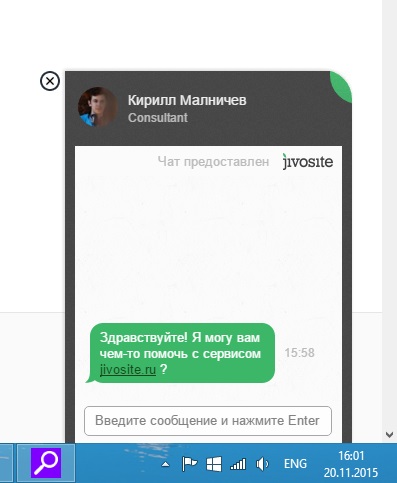 Кирилл Малничев
Consultant
Чат предоставлен jivosite
Здравствуйте! Я могу вам
чем-то помочь с сервисом
jivosite.ru ?
15:58
Введите сообщение и нажмите Enter
ENG
16:01
20.11.2015